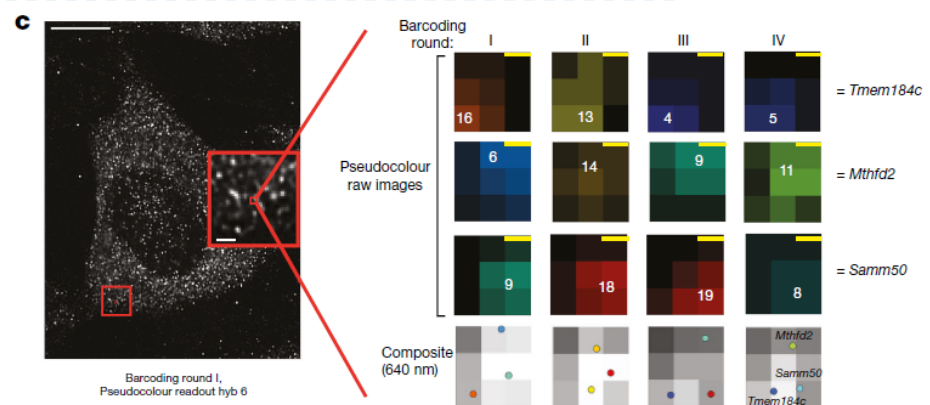 c
Barcoding
round:
I
II
III
IV
16
13
4
5
= Tmem184c
Pseudocolour
raw images
6
14
9
11
= Mthfd2
9
18
19
8
= Samm50
Composite
(640 nm)
Mthfd2
Samm50
Tmem184c
Barcoding round I,
Pseudocolour readout hyb 6